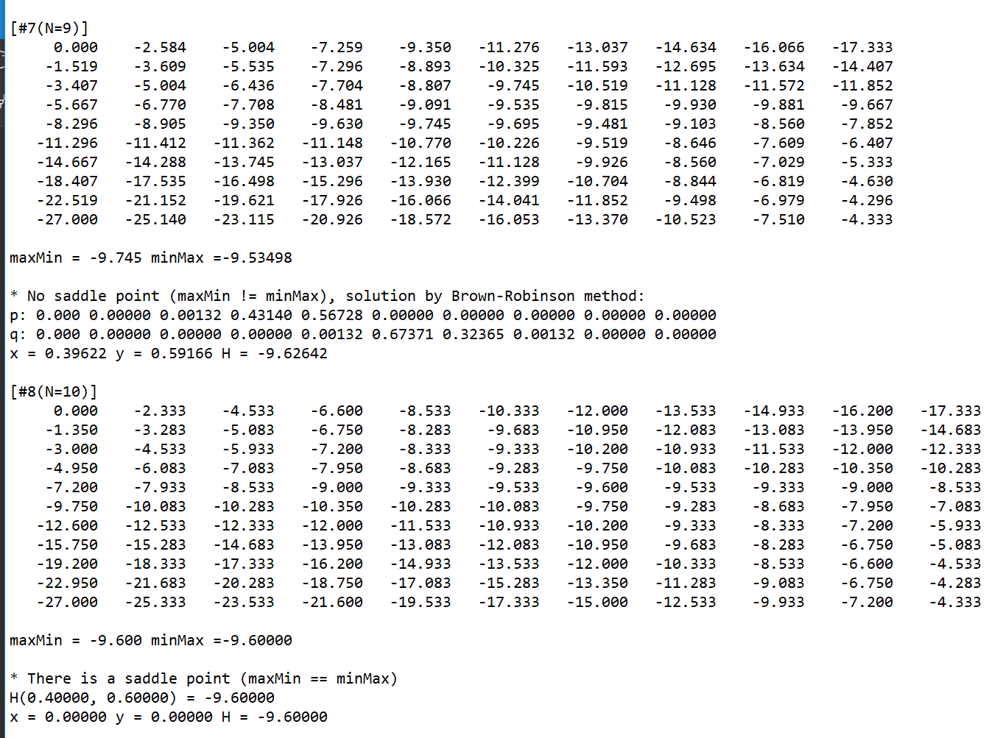 [#7(N=9)]
0.000 -2.584 -5.004 -7.259 -9.350 -11.276 -13.037 -14.634 -16.066 -17.333
-1.519 -3.609 -5.535 -7.296 -8.893 -10.325 -11.593 -12.695 -13.634 -14.407
-3.407 -5.004 -6.436 -7.704 -8.807 -9.745 -10.519 -11.128 -11.572 -11.852
-5.667 -6.770 -7.708 -8.481 -9.091 -9.535 -9.815 -9.930 -9.881 -9.667
-8.296 -8.905 -9.350 -9.630 -9.745 -9.695 -9.481 -9.103 -8.560 -7.852
-11.296 -11.412 -11.362 -11.148 -10.770 -10.226 -9.519 -8.646 -7.609 -6.407
-14.667 -14.288 -13.745 -13.037 -12.165 -11.128 -9.926 -8.560 -7.029 -5.333
-18.407 -17.535 -16.498 -15.296 -13.930 -12.399 -10.704 -8.844 -6.819 -4.630
-22.519 -21.152 -19.621 -17.926 -16.066 -14.041 -11.852 -9.498 -6.979 -4.296
-27.000 -25.140 -23.115 -20.926 -18.572 -16.053 -13.370 -10.523 -7.510 -4.333
maxMin = -9.745 minMax =-9.53498
* No saddle point (maxMin != minMax), solution by Brown-Robinson method:
p: 0.000 0.00000 0.00132 0.43140 0.56728 0.00000 0.00000 0.00000 0.00000 0.00000
q: 0.000 0.00000 0.00000 0.00000 0.00132 0.67371 0.32365 0.00132 0.00000 0.00000
x = 0.39622 y = 0.59166 H = -9.62642
[#8(N=10)]
0.000 -2.333 -4.533 -6.600 -8.533 -10.333 -12.000 -13.533 -14.933 -16.200 -17.333
-1.350 -3.283 -5.083 -6.750 -8.283 -9.683 -10.950 -12.083 -13.083 -13.950 -14.683
-3.000 -4.533 -5.933 -7.200 -8.333 -9.333 -10.200 -10.933 -11.533 -12.000 -12.333
-4.950 -6.083 -7.083 -7.950 -8.683 -9.283 -9.750 -10.083 -10.283 -10.350 -10.283
-7.200 -7.933 -8.533 -9.000 -9.333 -9.533 -9.600 -9.533 -9.333 -9.000 -8.533
-9.750 -10.083 -10.283 -10.350 -10.283 -10.083 -9.750 -9.283 -8.683 -7.950 -7.083
-12.600 -12.533 -12.333 -12.000 -11.533 -10.933 -10.200 -9.333 -8.333 -7.200 -5.933
-15.750 -15.283 -14.683 -13.950 -13.083 -12.083 -10.950 -9.683 -8.283 -6.750 -5.083
-19.200 -18.333 -17.333 -16.200 -14.933 -13.533 -12.000 -10.333 -8.533 -6.600 -4.533
-22.950 -21.683 -20.283 -18.750 -17.083 -15.283 -13.350 -11.283 -9.083 -6.750 -4.283
-27.000 -25.333 -23.533 -21.600 -19.533 -17.333 -15.000 -12.533 -9.933 -7.200 -4.333
maxMin = -9.600 minMax =-9.60000
* There is a saddle point (maxMin == minMax)
H(0.40000, 0.60000) = -9.60000
x = 0.00000 y = 0.00000 H = -9.60000